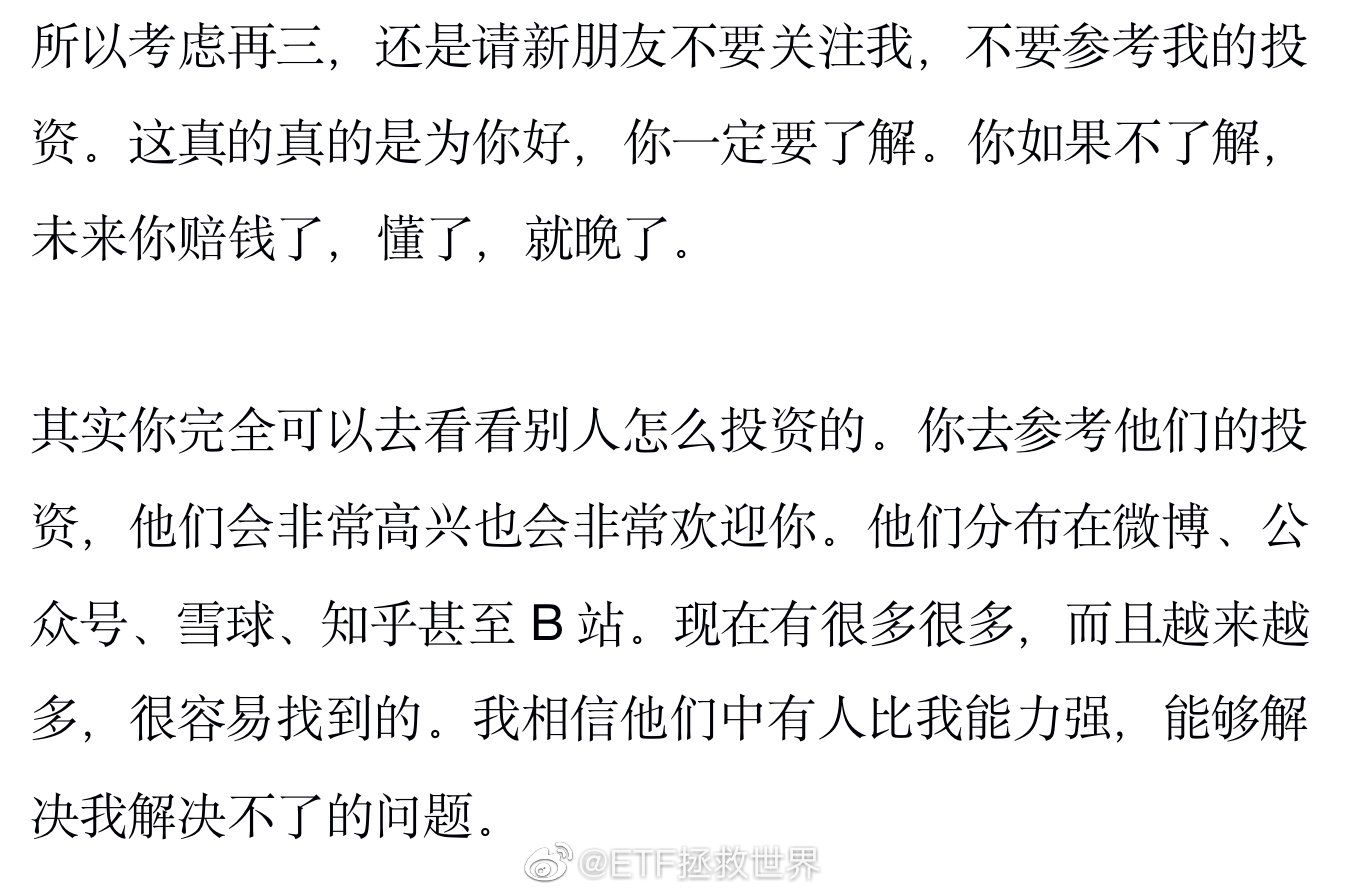 所以考虑再三，还是请新朋友不要关注我，不要参考我的投
资。这真的真的是为你好，你一定要了解。你如果不了解，
未来你赔钱了，懂了，就晚了。
其实你完全可以去看看别人怎么投资的。你去参考他们的投
资，他们会非常高兴也会非常欢迎你。他们分布在微博、公
众号、雪球、知乎甚至 B 站。现在有很多很多，而且越来越
多，很容易找到的。我相信他们中有人比我能力强，能够解
决我解决不了的问题。
@ETF拯救世界